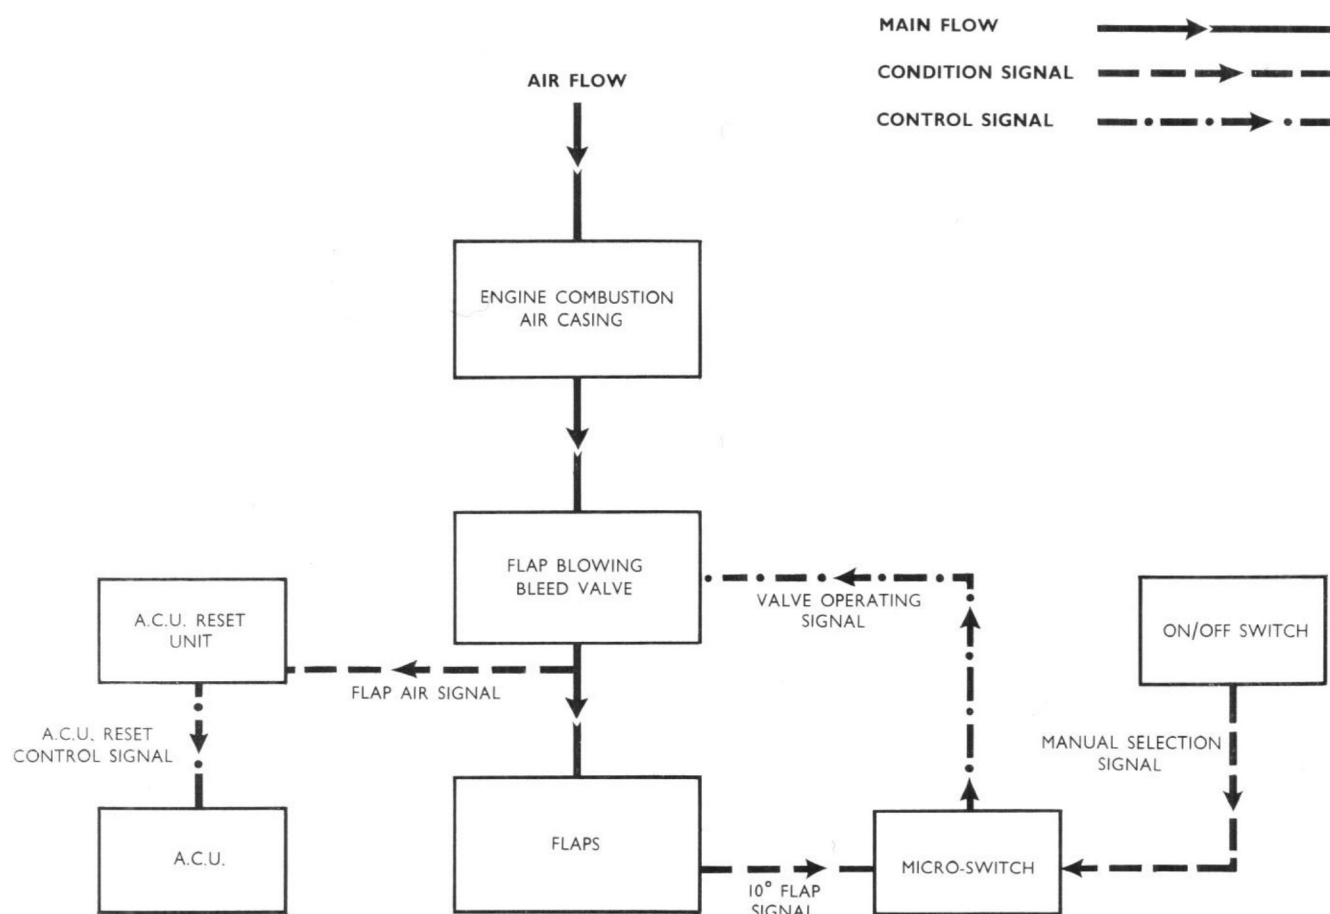 MAIN FLOW
CONDITION SIGNAL
CONTROL SIGNAL
AIR FLOW
ENGINE COMBUSTION
AIR CASING
FLAP BLOWING
BLEED VALVE
A.C.U. RESET
UNIT
VALVE OPERATING
SIGNAL
ON/OFF SWITCH
FLAP AIR SIGNAL
A.C.U. RESET
CONTROL SIGNAL
MANUAL SELECTION
SIGNAL
A.C.U.
FLAPS
MICRO-SWITCH
10° FLAP
SIGNAL